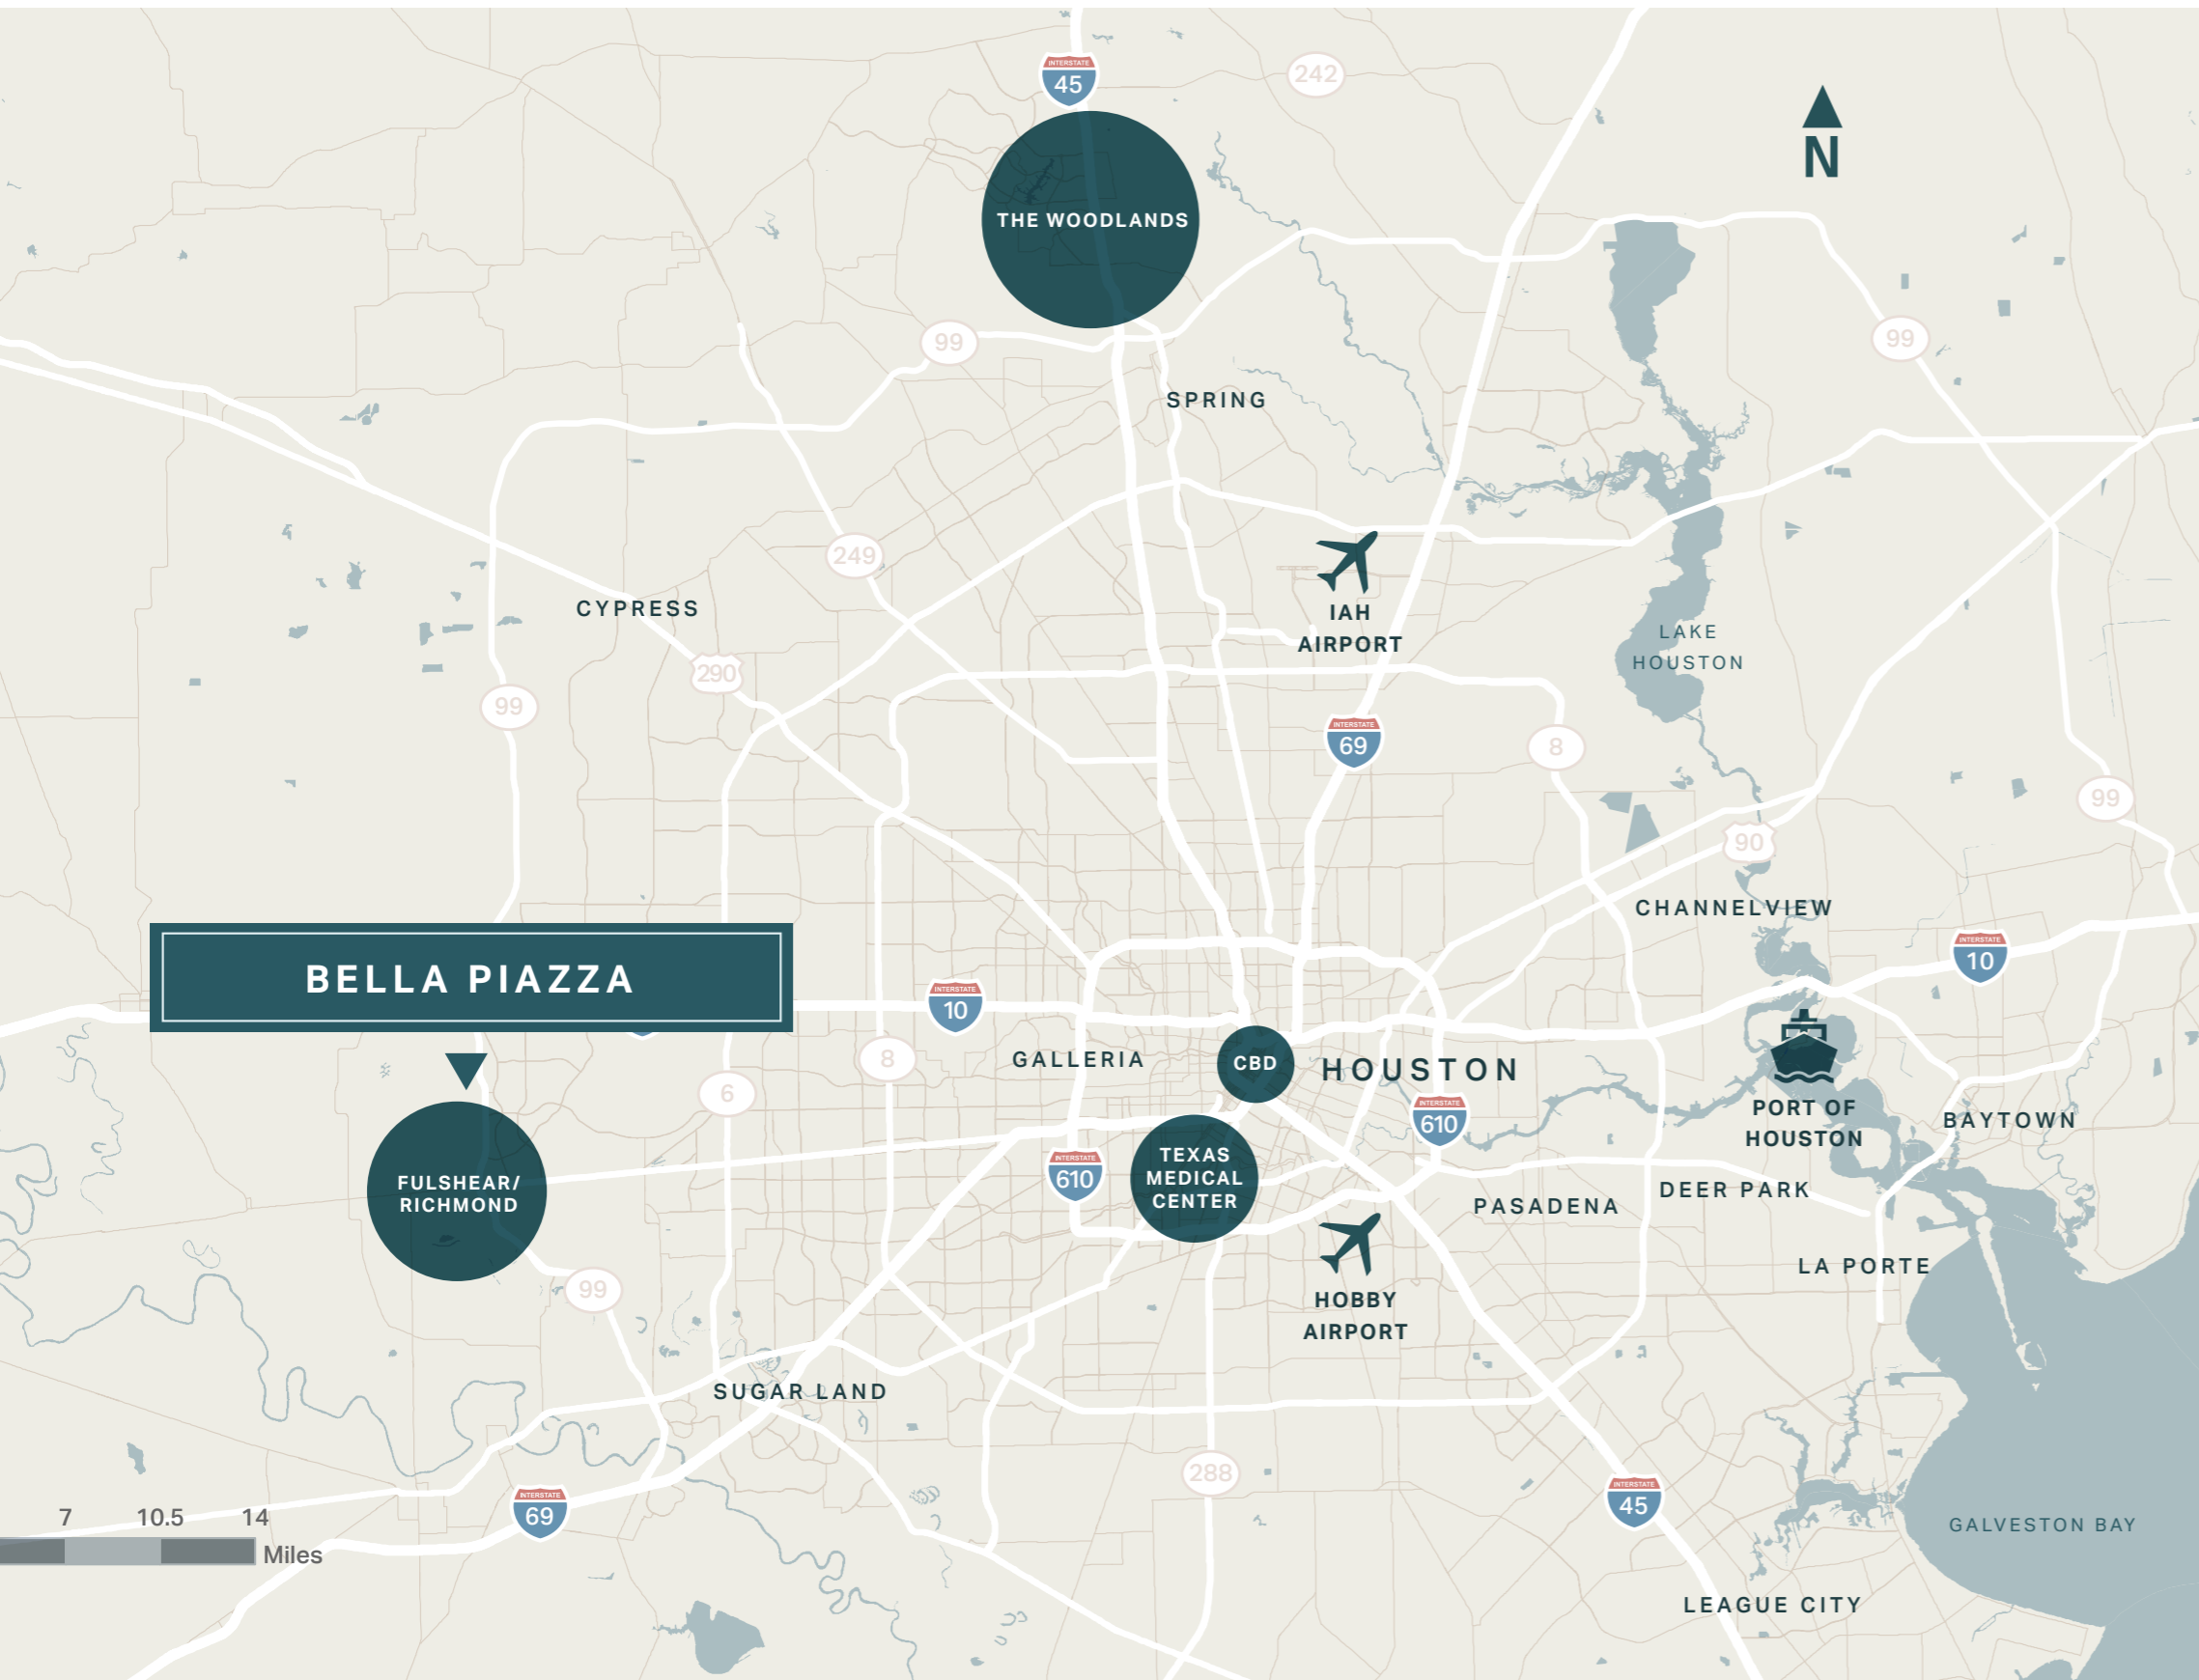 INTERSTATE
45
242
N
THE WOODLANDS
99
99
SPRING
249
IAH
AIRPORT
CYPRESS
LAKE
HOUSTON
290
99
INTERSTATE
69
8
99
90
CHANNELVIEW
BELLA PIAZZA
INTERSTATE
10
INTERSTATE
10
GALLERIA
8
CBD
HOUSTON
6
INTERSTATE
610
PORT OF
HOUSTON
BAYTOWN
FULSHEAR/
RICHMOND
INTERSTATE
610
TEXAS
MEDICAL
CENTER
PASADENA
DEER PARK
LA PORTE
99
HOBBY
AIRPORT
SUGAR LAND
288
INTERSTATE
69
INTERSTATE
45
7 10.5 14
Miles
GALVESTON BAY
LEAGUE CITY